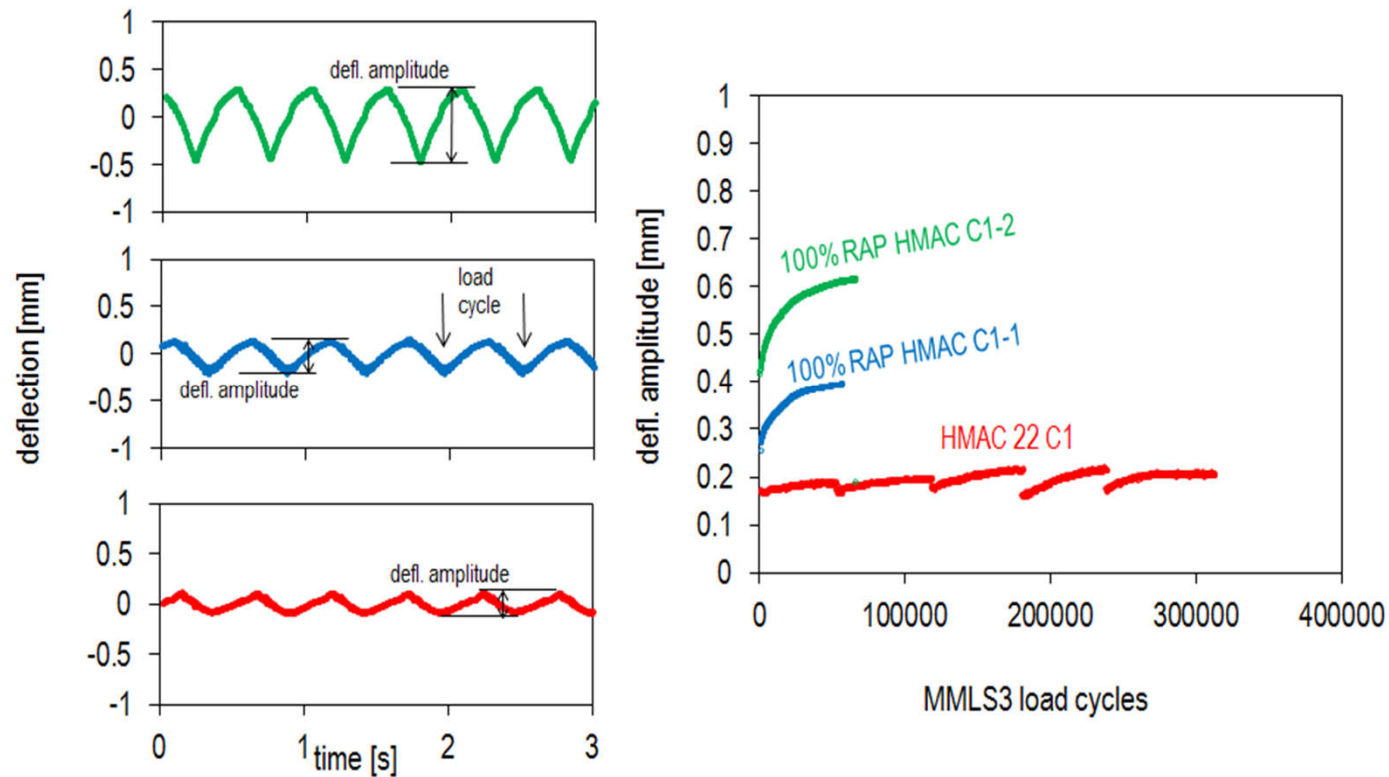 deflection [mm]
1
0.5
0
-0.5
-1
defl. amplitude
1
0.5
0
-0.5
-1
load
cycle
defl. amplitude
1
0.5
0
-0.5
-1
defl. amplitude
0 1 2 3
time [s]
defl. amplitude [mm]
1
0.9
0.8
0.7
0.6
0.5
0.4
0.3
0.2
0.1
0
100% RAP HMAC C1-2
100% RAP HMAC C1-1
HMAC 22 C1
0 100000 200000 300000 400000
MMLS3 load cycles